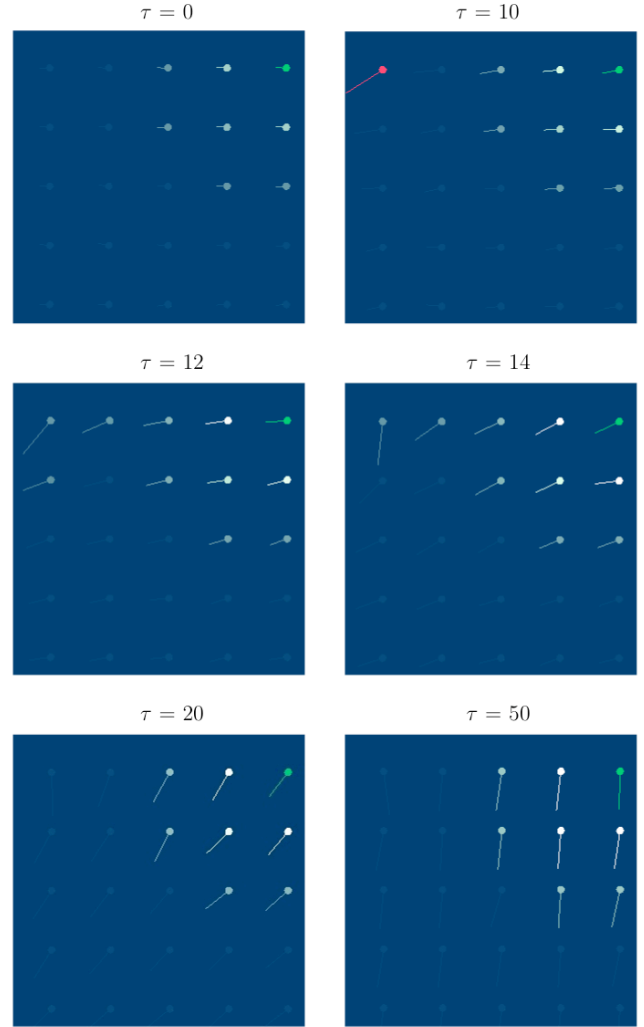 τ = 0
τ = 10
τ = 12
τ = 14
τ = 20
τ = 50